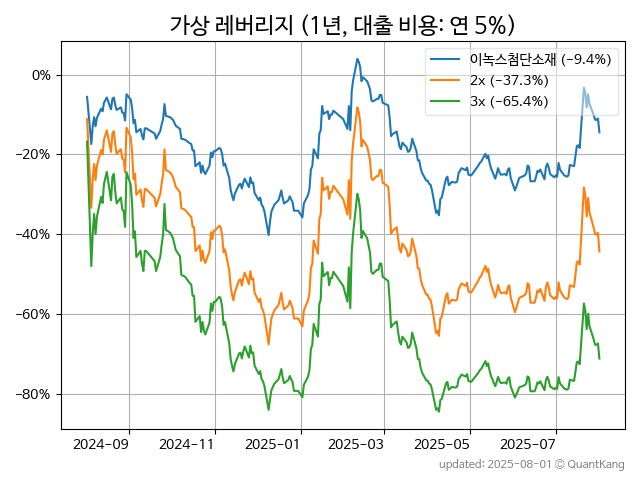 가상 레버리지 (1년, 대출 비용: 연 5%)
이녹스첨단소재 (−9.4%)
2x (−37.3%)
3x (−65.4%)
0%
−20%
−40%
−60%
−80%
2024-09 2024-11 2025-01 2025-03 2025-05 2025-07
updated: 2025-08-01 © QuantKang